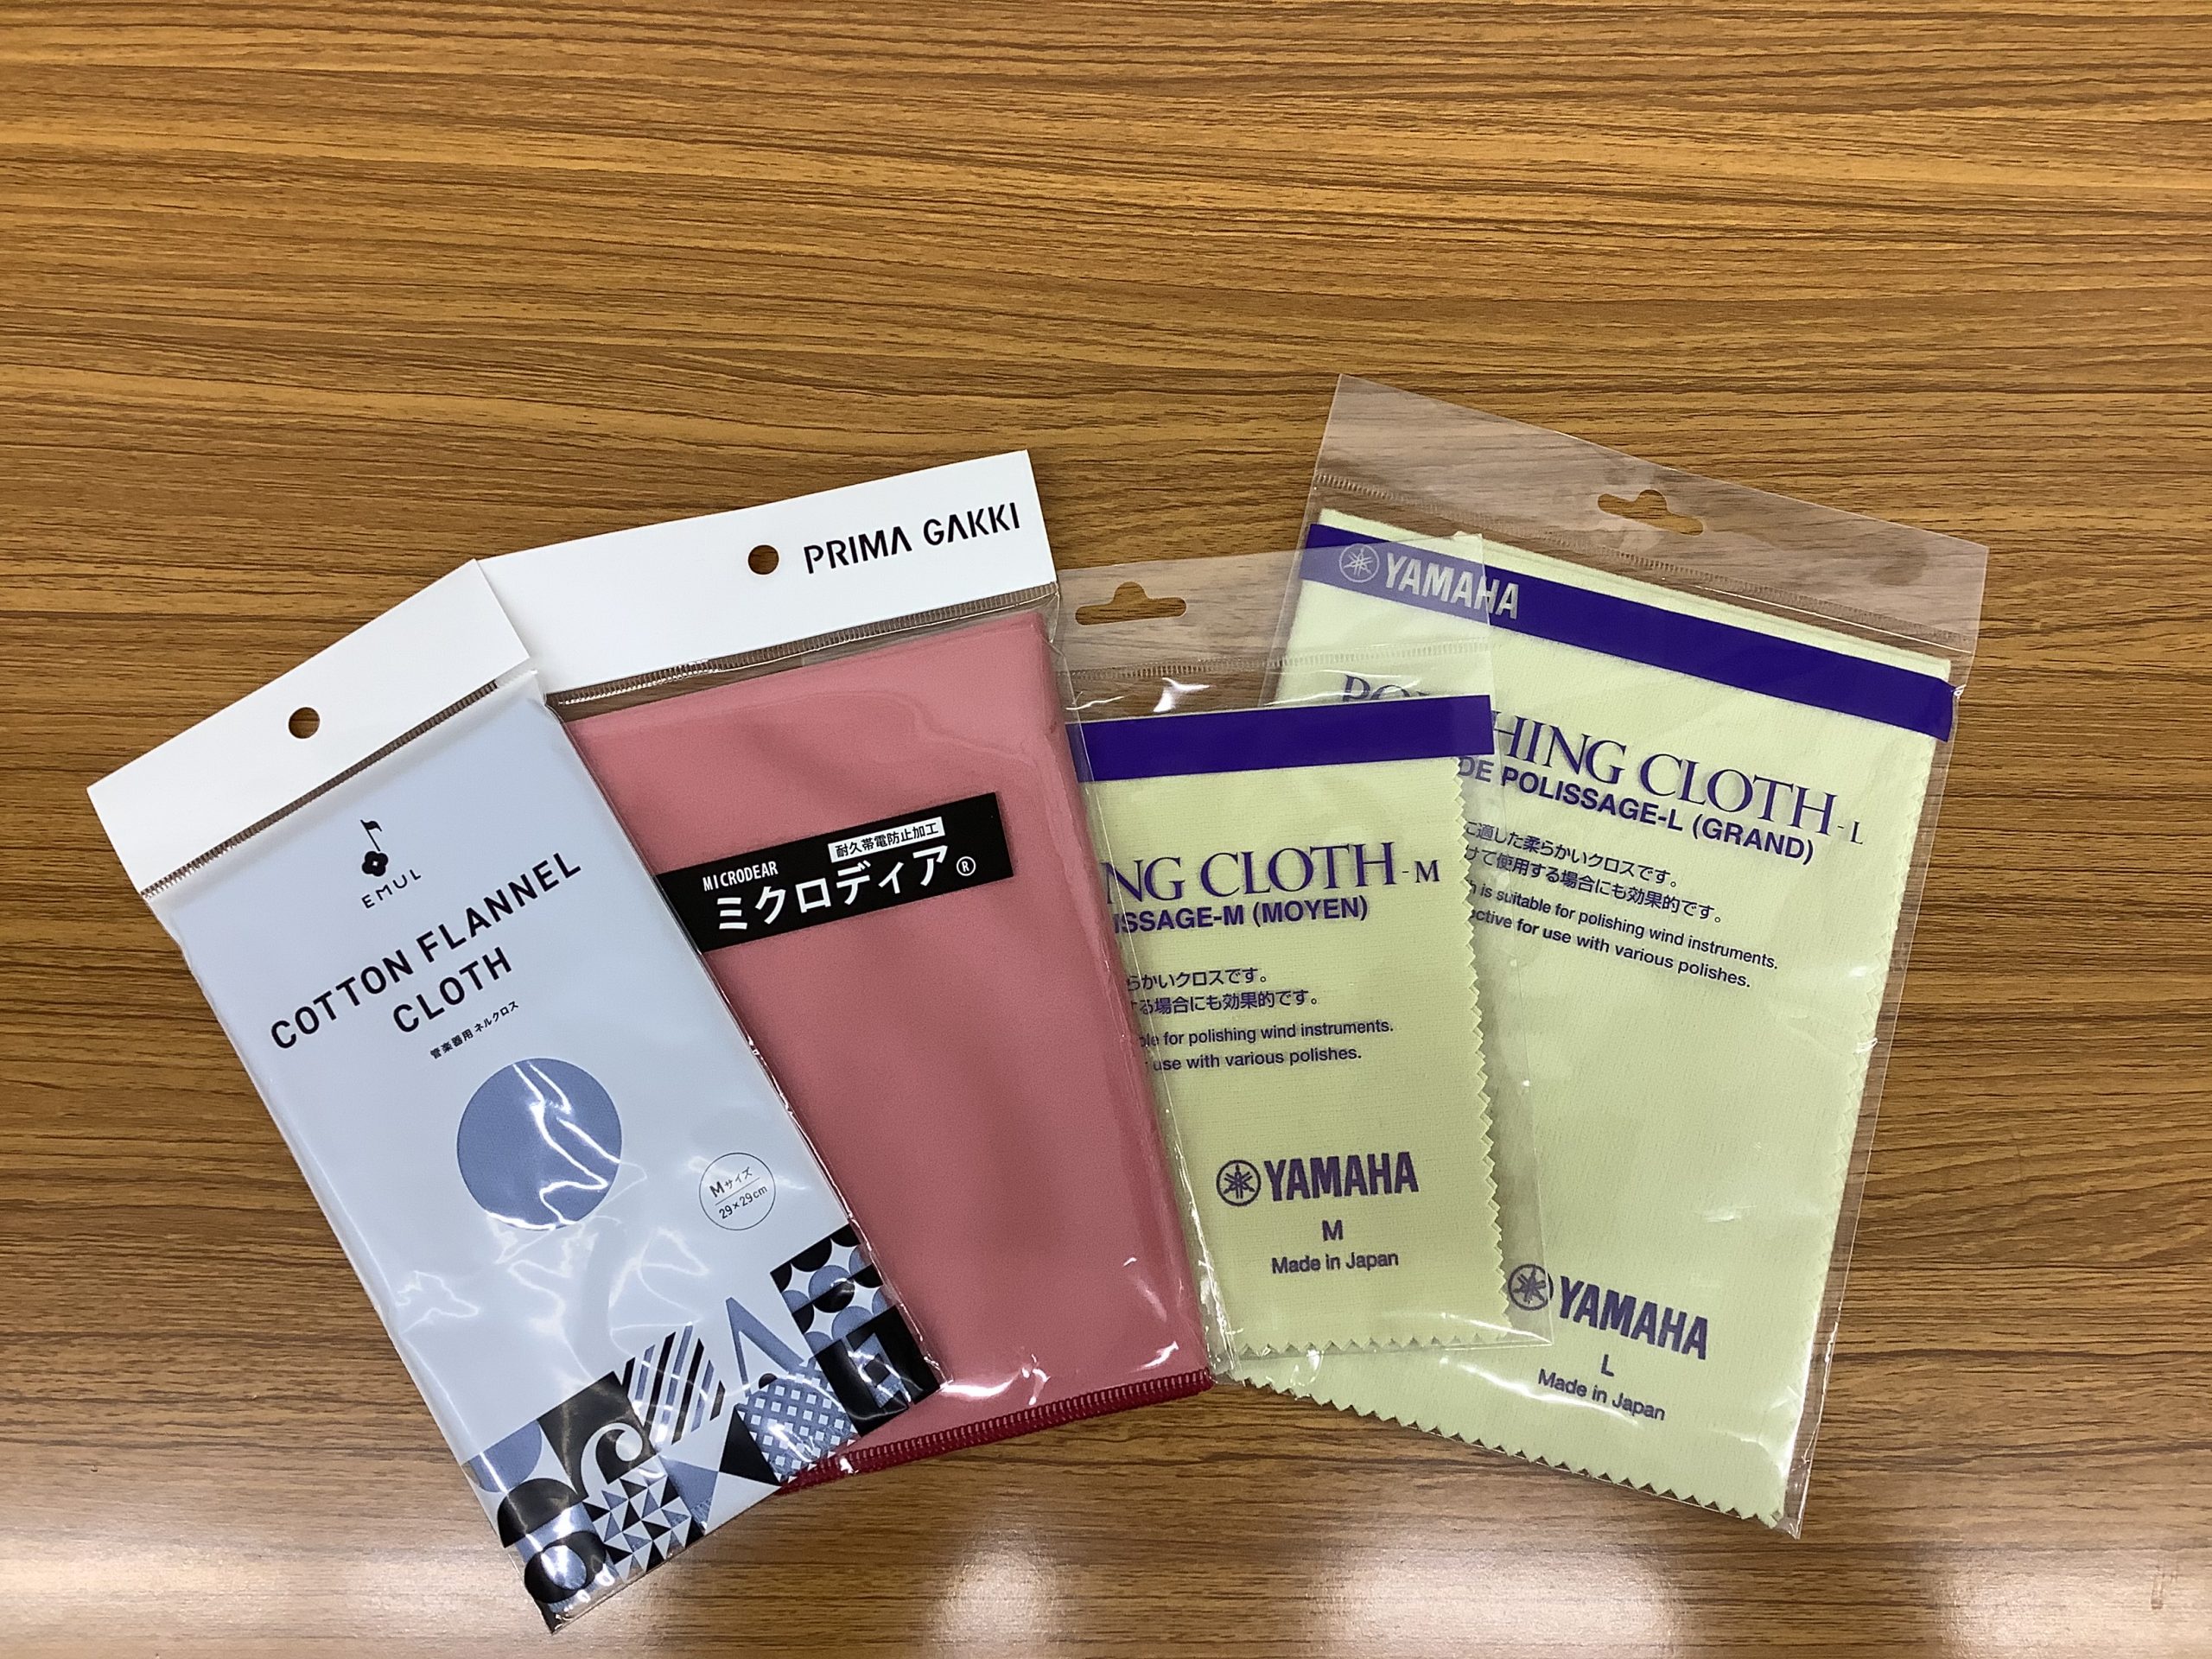 EMUL
COTTON FLANNEL
CLOTH
管楽器用 ネルクロス
Mサイズ
29×29cm
PRIMA GAKKI
MICRODEAR
耐久帯電防止加工
ミクロディア®
NG CLOTH-M
ISSAGE-M (MOYEN)
らかいクロスです。
する場合にも効果的です。
for polishing wind instruments.
use with various polishes.
YAMAHA
M
Made in Japan
YAMAHA
HING CLOTH-L
DE POLISSAGE-L (GRAND)
に適した柔らかいクロスです。
けて使用する場合にも効果的です。
is suitable for polishing wind instruments.
ective for use with various polishes.
YAMAHA
L
Made in Japan